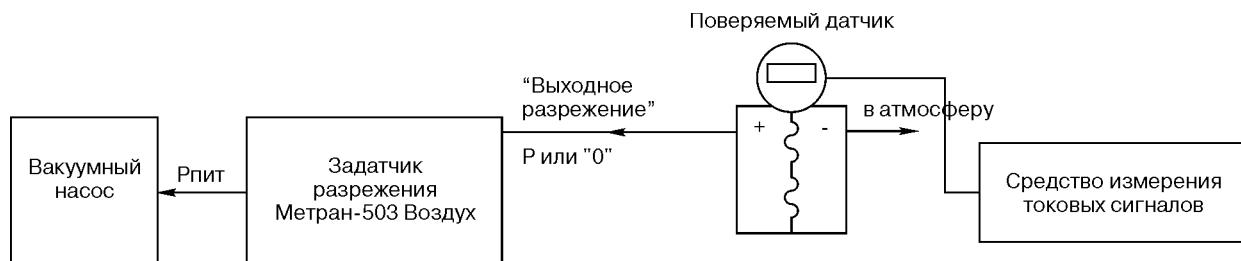 Поверяемый датчик
“Выходное
разрежение”
в атмосферу
+ -
Р или "0"
Вакуумный
насос
Рпит
Задатчик
разрежения
Метран-503 Воздух
Средство измерения
токовых сигналов